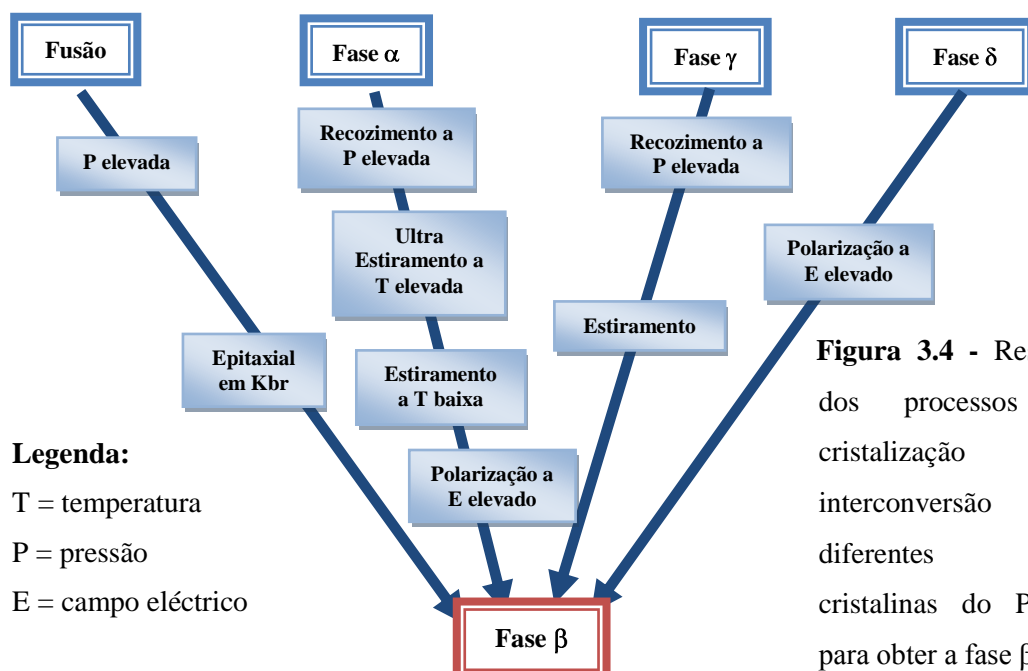 Fusão
Fase α
Fase γ
Fase δ
P elevada
Recozimento a
P elevada
Recozimento a
P elevada
Ultra
Estiramento a
T elevada
Polarização a
E elevado
Epitaxial
em Kbr
Estiramento
a T baixa
Estiramento
Polarização a
E elevado
Fase β
Legenda:
T = temperatura
P = pressão
E = campo eléctrico
Figura 3.4 -
dos processos
cristalização
interconversão
diferentes
cristalinas do
para obter a fase β